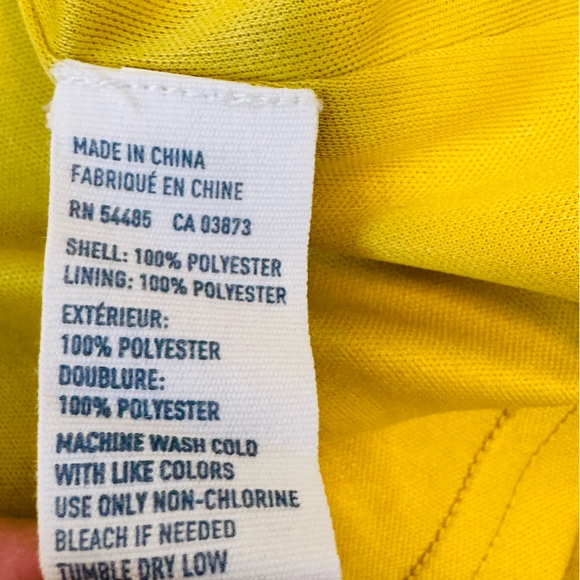 MADE IN CHINA
FABRIQUÉ EN CHINE
RN 54485 CA 03873
SHELL: 100% POLYESTER
LINING: 100% POLYESTER
EXTÉRIEUR:
100% POLYESTER
DOUBLURE:
100% POLYESTER
MACHINE WASH COLD
WITH LIKE COLORS
USE ONLY NON-CHLORINE
BLEACH IF NEEDED
TUMBLE DRY LOW